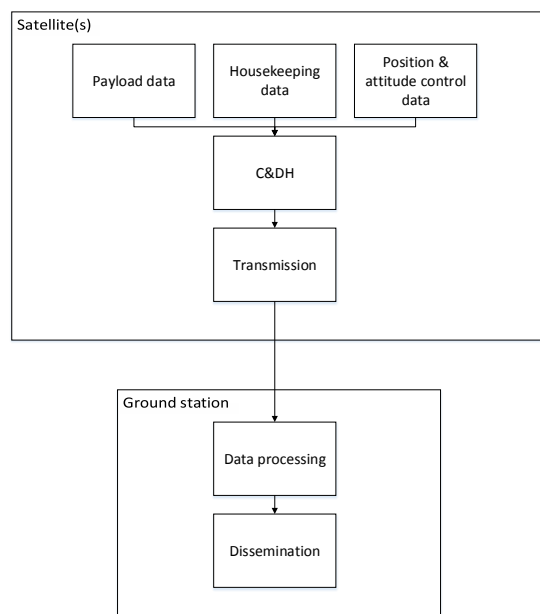 Satellite(s)
Payload data
Housekeeping
data
Position &
attitude control
data
C&DH
Transmission
Ground station
Data processing
Dissemination